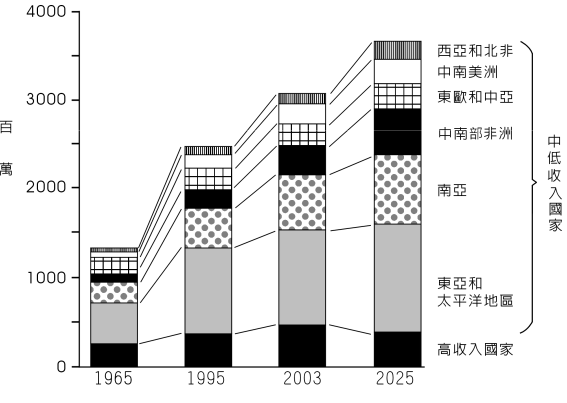 4000
3000
2000
1000
0
百萬
1965
1995
2003
2025
西亞和北非
中南美洲
東歐和中亞
中南部非洲
南亞
東亞和
太平洋地區
高收入國家
中低收入國家